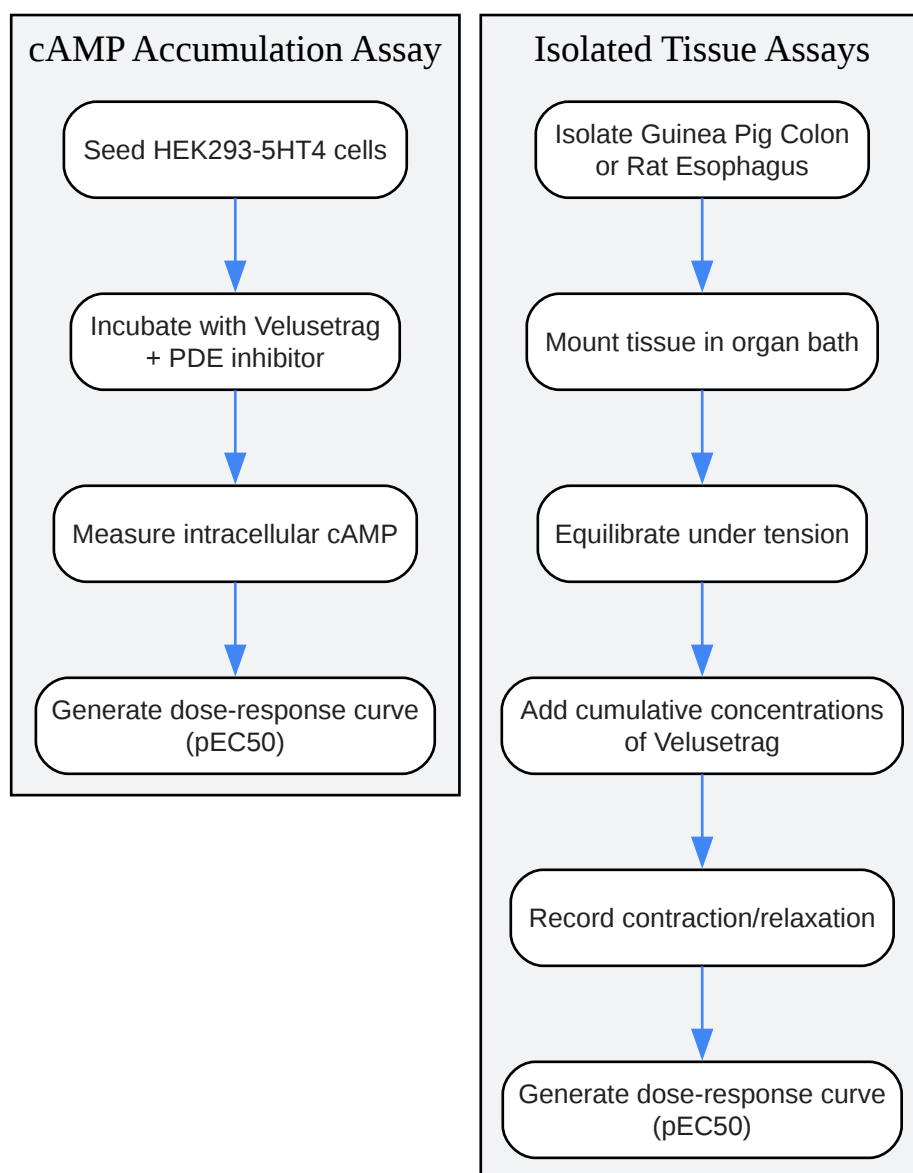 cAMP Accumulation Assay
Seed HEK293-5HT4 cells
Incubate with Velusetrag
+ PDE inhibitor
Measure intracellular cAMP
Generate dose-response curve
(pEC50)
Isolated Tissue Assays
Isolate Guinea Pig Colon
or Rat Esophagus
Mount tissue in organ bath
Equilibrate under tension
Add cumulative concentrations
of Velusetrag
Record contraction/relaxation
Generate dose-response curve
(pEC50)